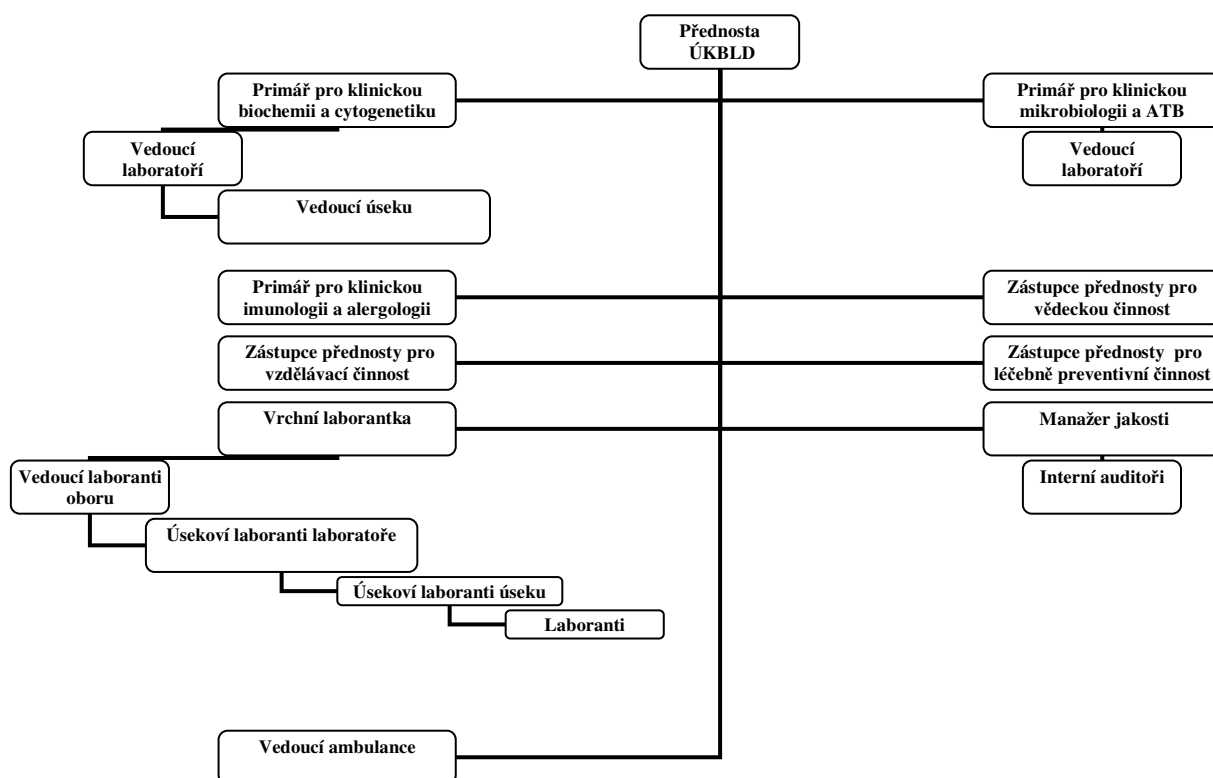 Přednosta
ÚKBLD
Primář pro klinickou
biochemii a cytogenetiku
Primář pro klinickou
mikrobiologii a ATB
Vedoucí
laboratoří
Vedoucí
laboratoří
Vedoucí úseku
Primář pro klinickou
imunologii a alergologii
Zástupce přednosty pro
vědeckou činnost
Zástupce přednosty pro
vzdělávací činnost
Zástupce přednosty  pro
léčebně preventivní činnost
Vrchní laborantka
Manažer jakosti
Vedoucí laboranti
oboru
Interní auditoři
Úsekoví laboranti laboratoře
Úsekoví laboranti úseku
Laboranti
Vedoucí ambulance